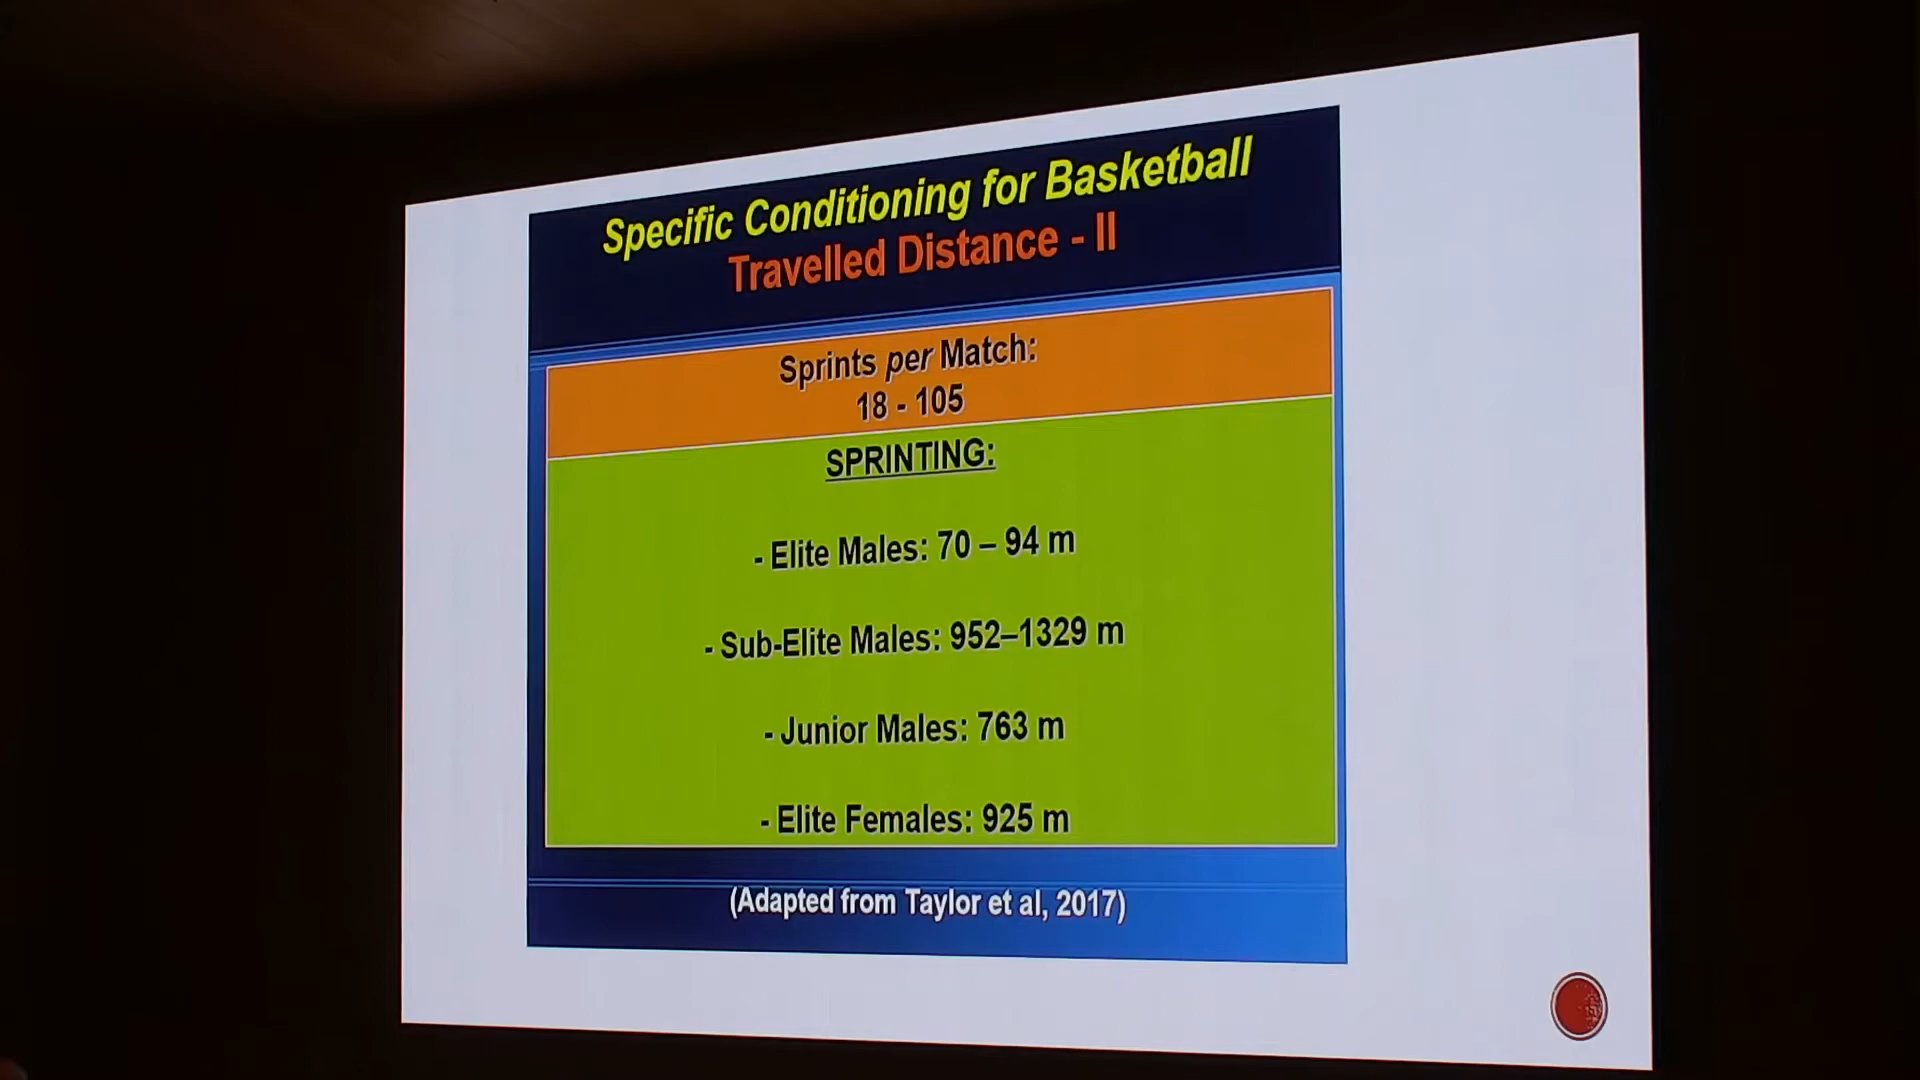 Specific Conditioning for Basketball
Travelled Distance - II
Sprints per Match:
18 - 105
SPRINTING:
- Elite Males: 70 – 94 m
- Sub-Elite Males: 952–1329 m
- Junior Males: 763 m
- Elite Females: 925 m
(Adapted from Taylor et al, 2017)